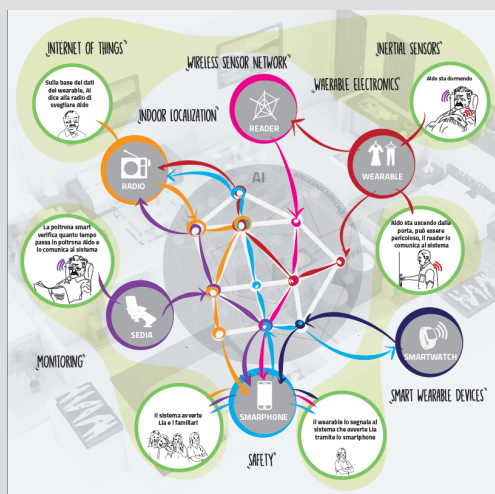 „INTERNET OF THINGS”
„WIRELESS SENSOR NETWORK”
„INERTIAL SENSORS”
Sulla base dei dati
del wearable, Ai
dice alla radio di
svegliare Aldo
„INDOOR LOCALIZATION”
READER
„WAERABLE ELECTRONICS”
Aldo sta dormendo
RADIO
AI
WEARABLE
La poltrona smart
verifica quanto tempo
passa in poltrona Aldo e
lo comunica al sistema
Aldo sta uscendo dalla
porta, può essere
pericoloso, il reader lo
comunica al sistema
SEDIA
SMARTWATCH
„MONITORING”
SMARPHONE
„SMART WEARABLE DEVICES”
Il sistema avverte
Lia e i familiari
Il wearable lo segnala al
sistema che avverte Lia
tramite lo smartphone
„SAFETY”